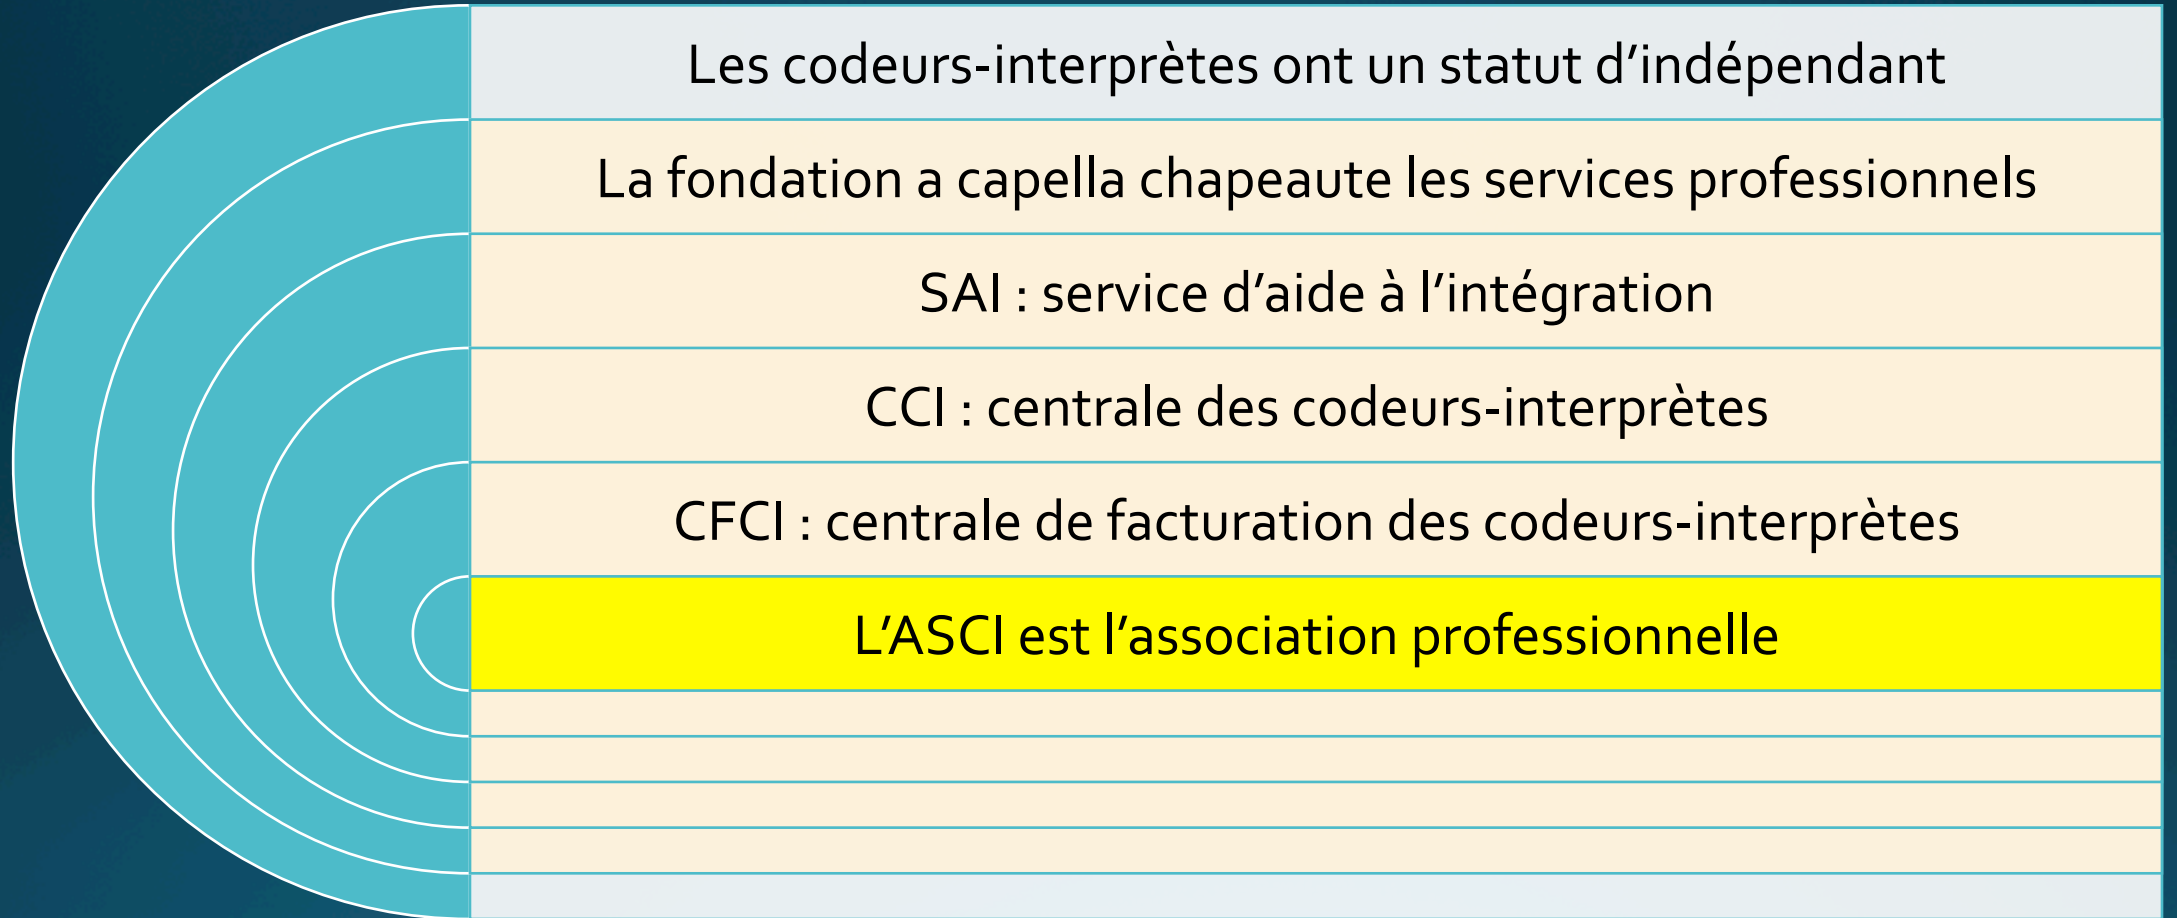 Les codeurs-interprètes ont un statut d’indépendant
La fondation a capella chapeaute les services professionnels
SAI : service d’aide à l’intégration
CCI : centrale des codeurs-interprètes
CFCI : centrale de facturation des codeurs-interprètes
L’ASCI est l’association professionnelle